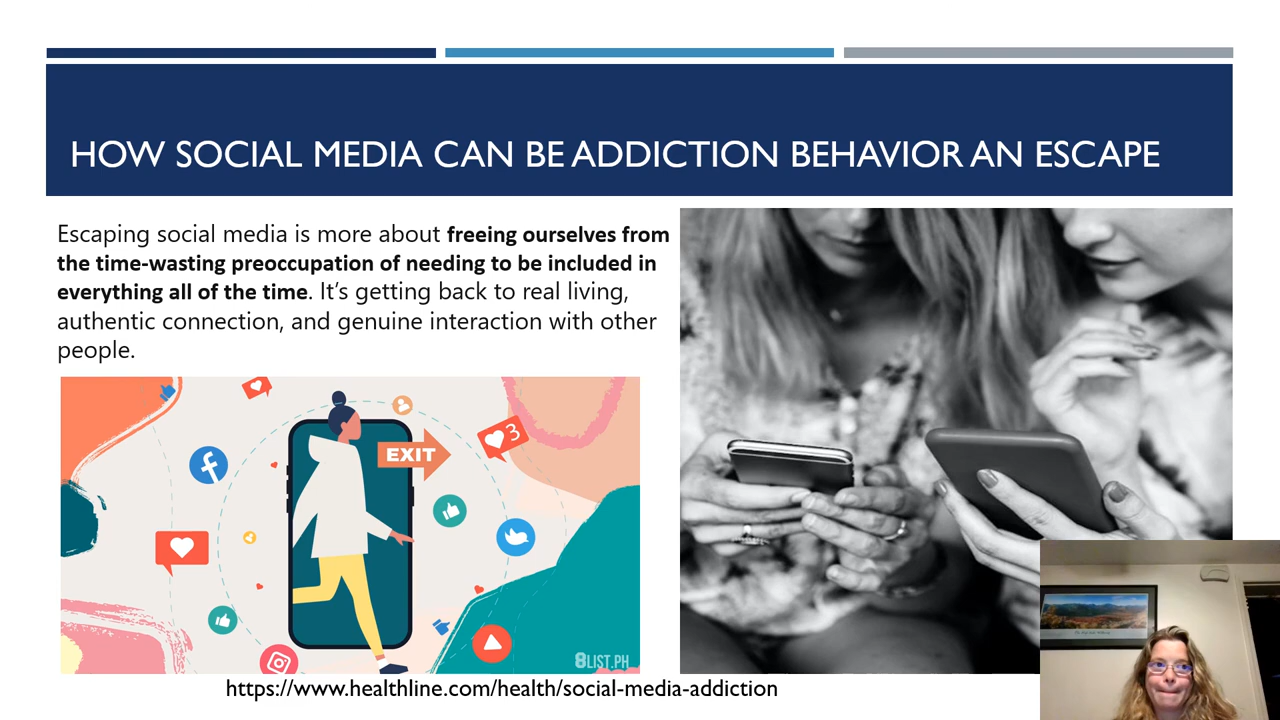 HOW SOCIAL MEDIA CAN BE ADDICTION BEHAVIOR AN ESCAPE
Escaping social media is more about freeing ourselves from
the time-wasting preoccupation of needing to be included in
everything all of the time. It’s getting back to real living,
authentic connection, and genuine interaction with other
people.
EXIT
3
8LIST.PH
https://www.healthline.com/health/social-media-addiction